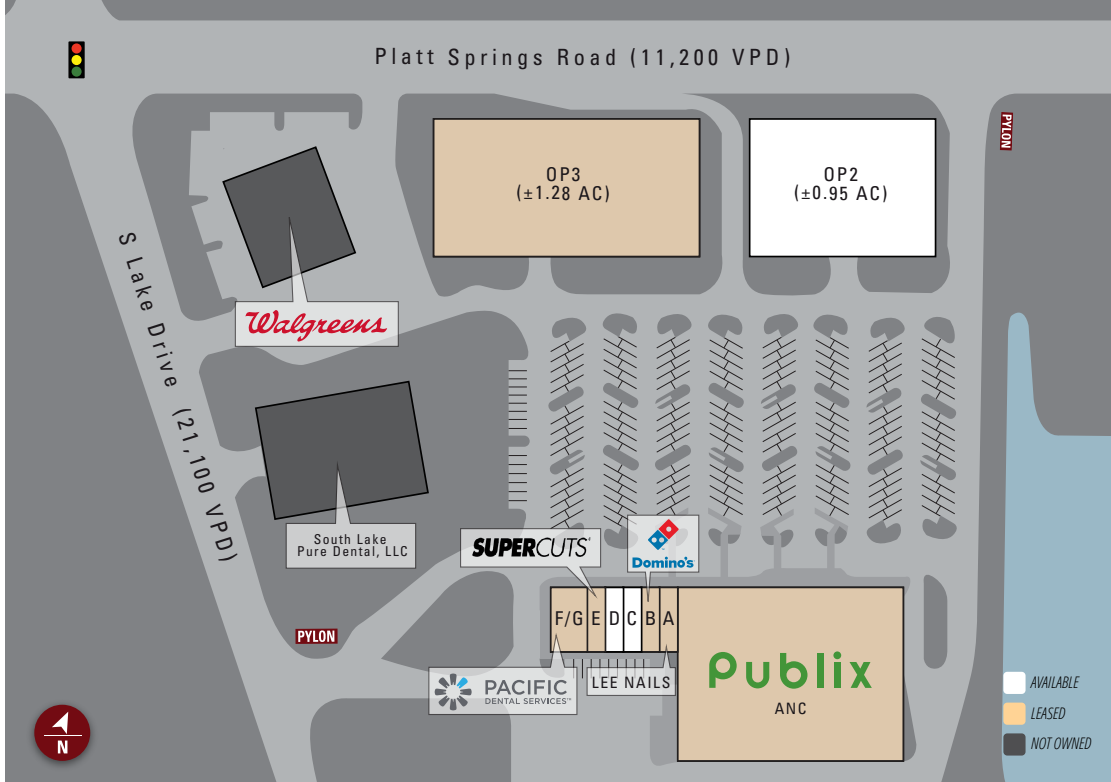 Platt Springs Road (11,200 VPD)
PYLON
OP3
(±1.28 AC)
OP2
(±0.95 AC)
S Lake Drive (21,100 VPD)
Walgreens
South Lake
Pure Dental, LLC
SUPERCUTS
Domino's
F/G E D C B A
PYLON
PACIFIC
DENTAL SERVICES™
LEE NAILS
Publix
ANC
AVAILABLE
LEASED
NOT OWNED
N